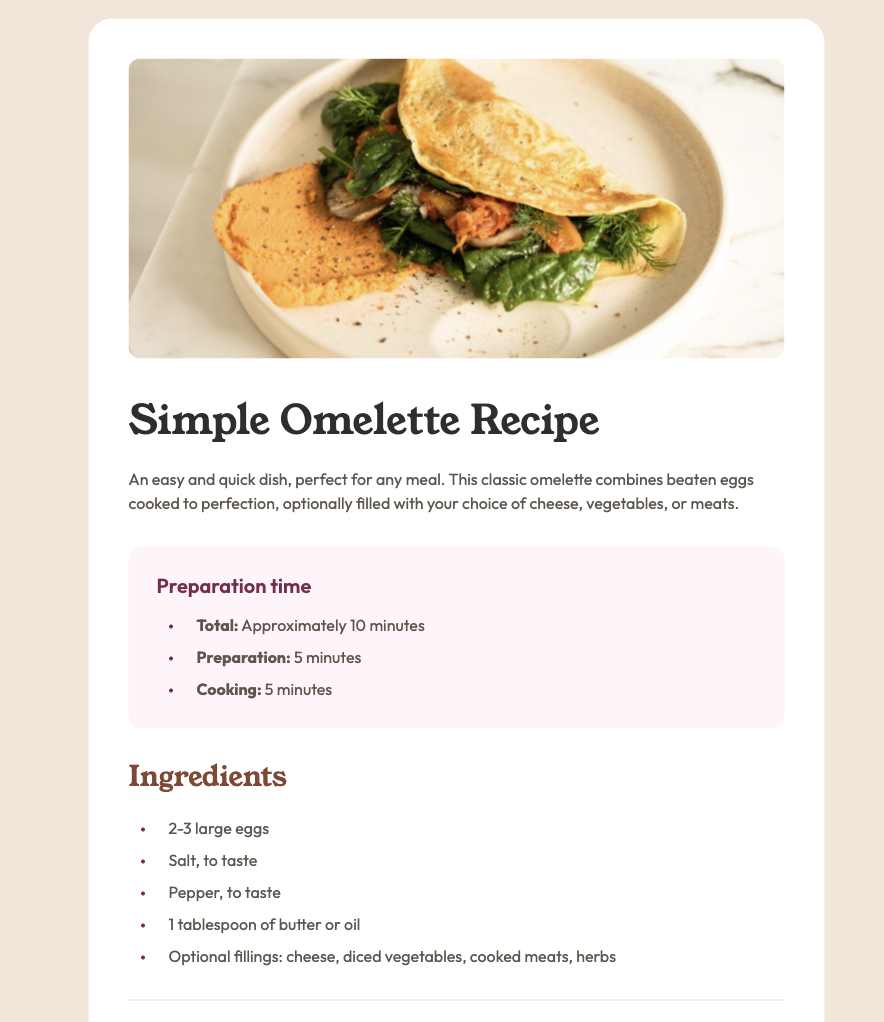 Simple Omelette Recipe
An easy and quick dish, perfect for any meal. This classic omelette combines beaten eggs
cooked to perfection, optionally filled with your choice of cheese, vegetables, or meats.
Preparation time
• Total: Approximately 10 minutes
• Preparation: 5 minutes
• Cooking: 5 minutes
Ingredients
• 2-3 large eggs
• Salt, to taste
• Pepper, to taste
• 1 tablespoon of butter or oil
• Optional fillings: cheese, diced vegetables, cooked meats, herbs